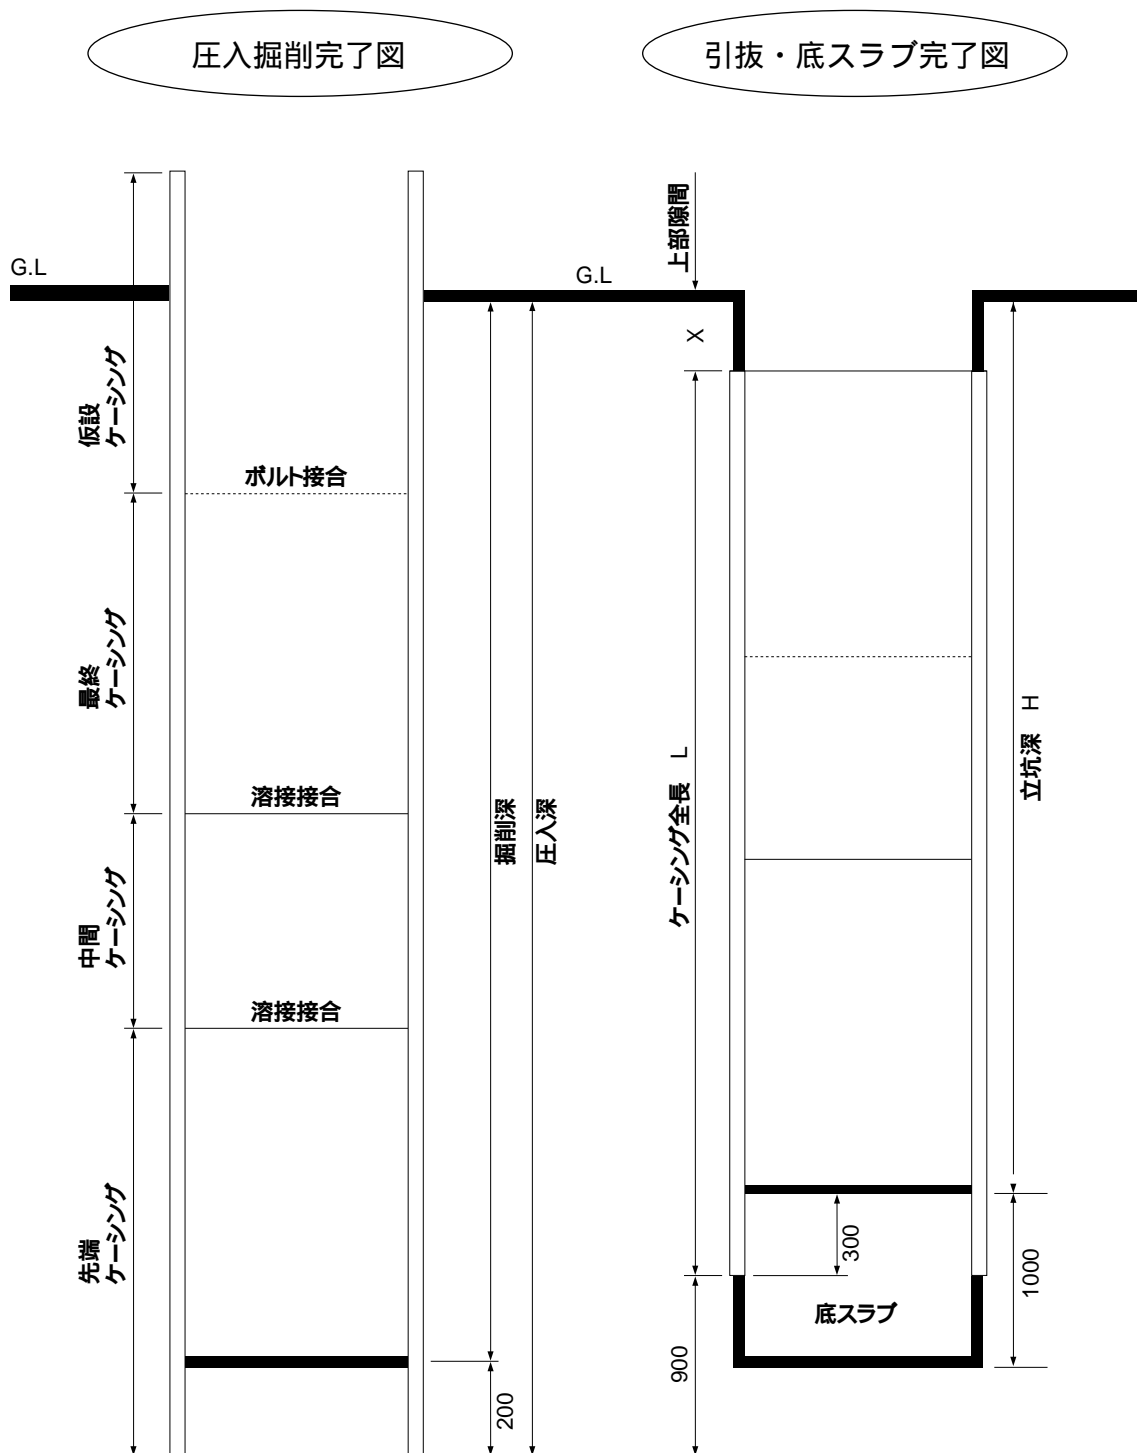 圧入掘削完了図
引抜・底スラブ完了図
上部隙間
G.L
G.L
X
仮設
ケーシング
ボルト接合
最終
ケーシング
溶接接合
掘削深
圧入深
ケーシング全長 L
立坑深 H
中間
ケーシング
溶接接合
先端
ケーシング
300
1000
底スラブ
900
200